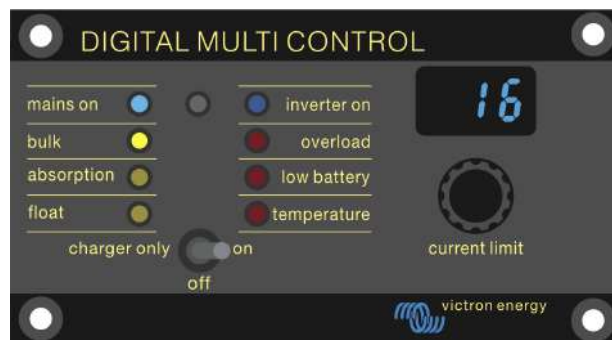 DIGITAL MULTI CONTROL
16
mains on
inverter on
bulk
overload
absorption
low battery
float
temperature
charger only
on
off
current limit
victron energy